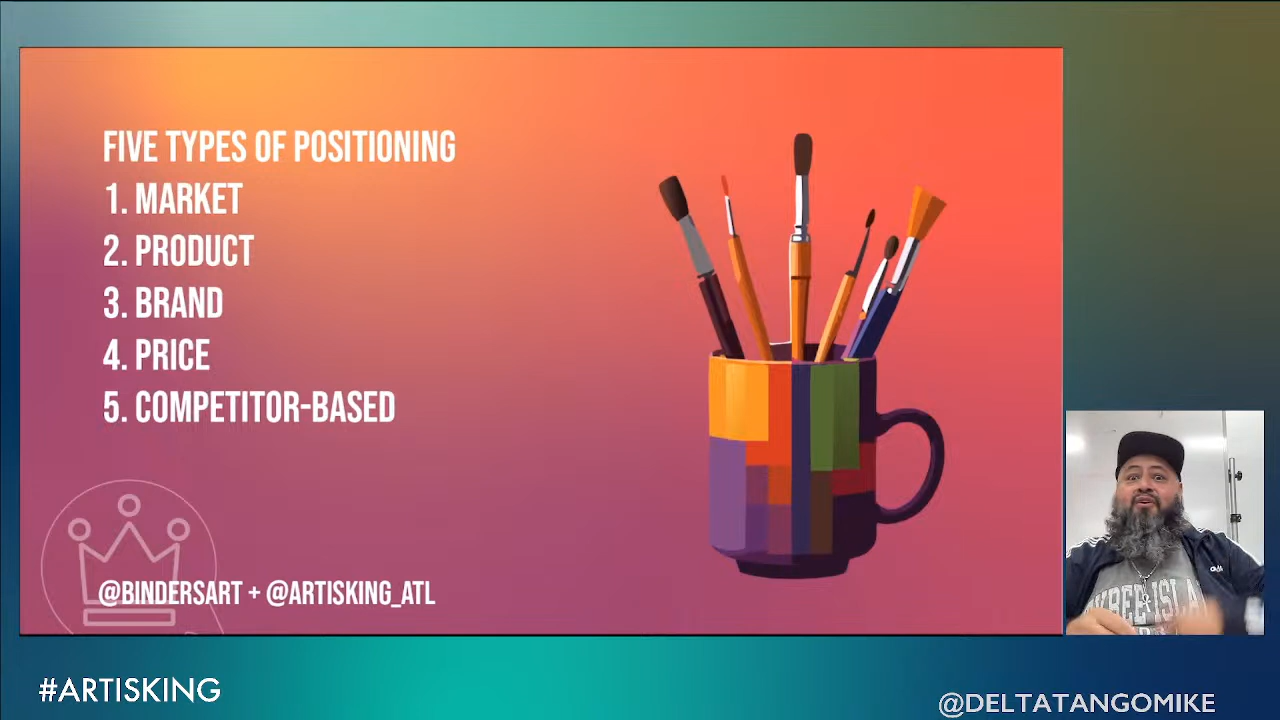 FIVE TYPES OF POSITIONING
1. MARKET
2. PRODUCT
3. BRAND
4. PRICE
5. COMPETITOR-BASED
@BINDERSART + @ARTISKING_ATL
#ARTISKING
@DELTATANGOMIKE